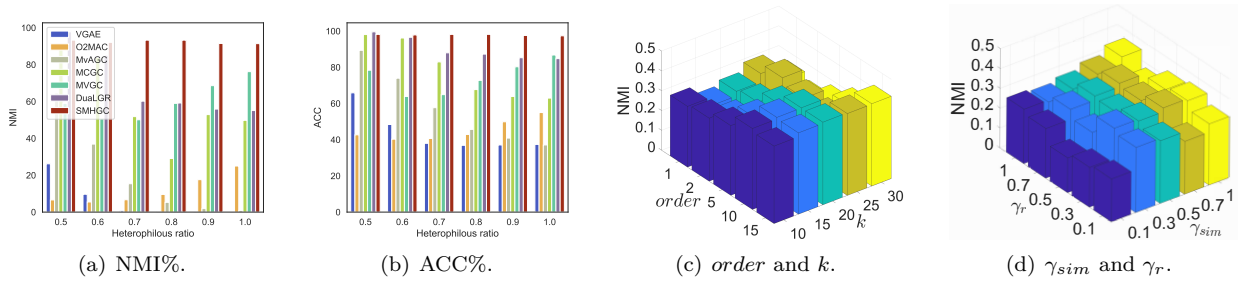 100
80
60
40
20
0
NMI
VGAE
O2MAC
MvAGC
MCGC
MVGC
DuaLGR
SMHGC
0.5 0.6 0.7 0.8 0.9 1.0
Heterophilous ratio
(a) NMI%.
100
80
60
40
20
0
ACC
0.5 0.6 0.7 0.8 0.9 1.0
Heterophilous ratio
(b) ACC%.
0.5
0.4
0.3
0.2
0.1
0
NMI
1
2
5
10
15
order
10
15
20
25
30
k
(c) order and k.
0.5
0.4
0.3
0.2
0.1
0
NMI
1
0.7
0.5
0.3
0.1
γr
0.1
0.3
0.5
0.7
1
γsim
(d) γsim and γr.